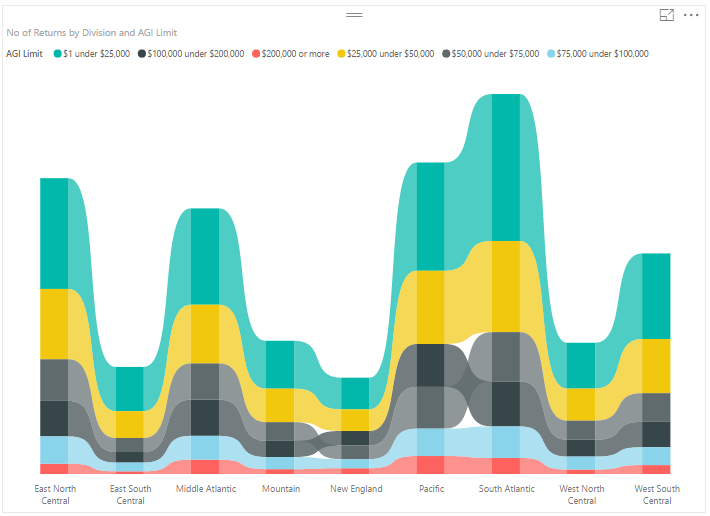 No of Returns by Division and AGI Limit
AGI Limit $1 under $25,000 $100,000 under $200,000 $200,000 or more $25,000 under $50,000 $50,000 under $75,000 $75,000 under $100,000
East North Central
East South Central
Middle Atlantic
Mountain
New England
Pacific
South Atlantic
West North Central
West South Central